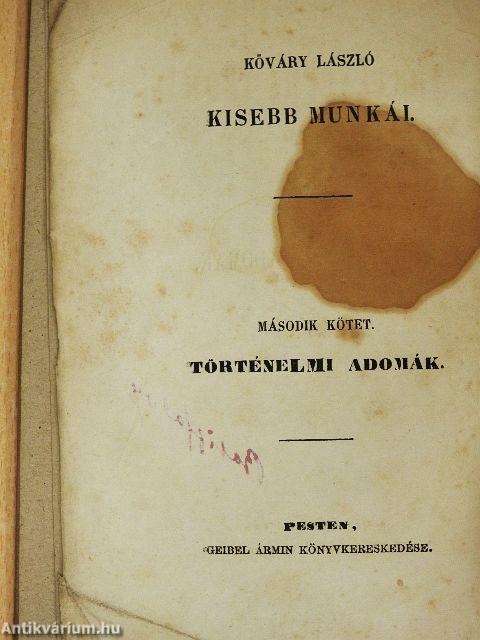 KŐVÁRY LÁSZLÓ
KISEBB MUNKÁI.
MÁSODIK KÖTET.
TÖRTÉNELMI ADOMÁK.
PESTEN,
GEIBEL ÁRMIN KÖNYVKERESKEDÉSE.
Antikvárium.hu